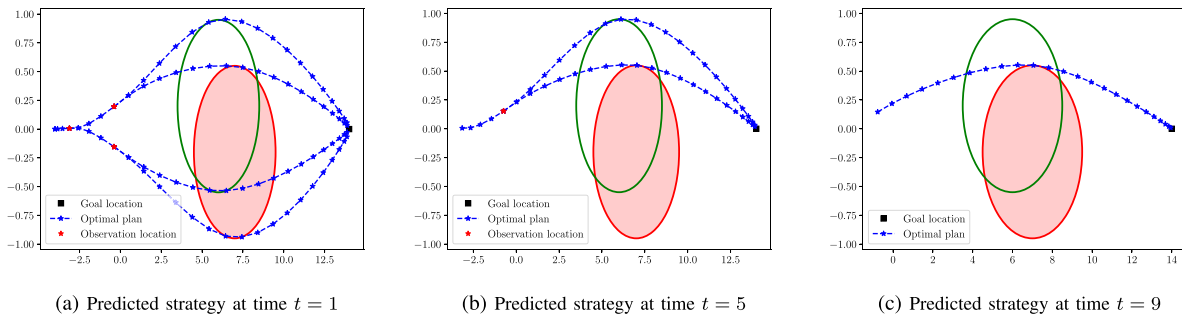 1.00
0.75
0.50
0.25
0.00
−0.25
−0.50
−0.75
−1.00
Goal location
Optimal plan
Observation location
−2.5 0.0 2.5 5.0 7.5 10.0 12.5
(a) Predicted strategy at time t = 1
1.00
0.75
0.50
0.25
0.00
−0.25
−0.50
−0.75
−1.00
Goal location
Optimal plan
Observation location
−2.5 0.0 2.5 5.0 7.5 10.0 12.5
(b) Predicted strategy at time t = 5
1.00
0.75
0.50
0.25
0.00
−0.25
−0.50
−0.75
−1.00
Goal location
Optimal plan
0 2 4 6 8 10 12 14
(c) Predicted strategy at time t = 9